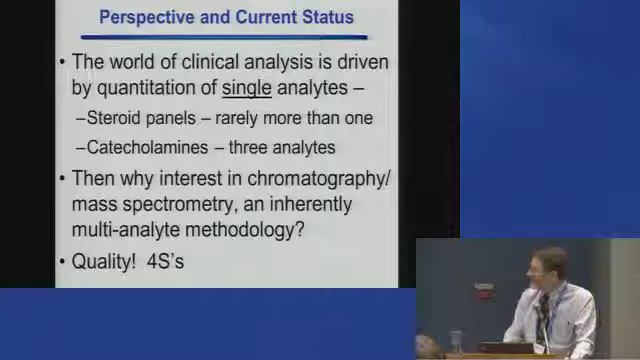 Perspective and Current Status
• The world of clinical analysis is driven
by quantitation of single analytes –
–Steroid panels – rarely more than one
–Catecholamines – three analytes
• Then why interest in chromatography/
mass spectrometry, an inherently
multi-analyte methodology?
• Quality!  4S's